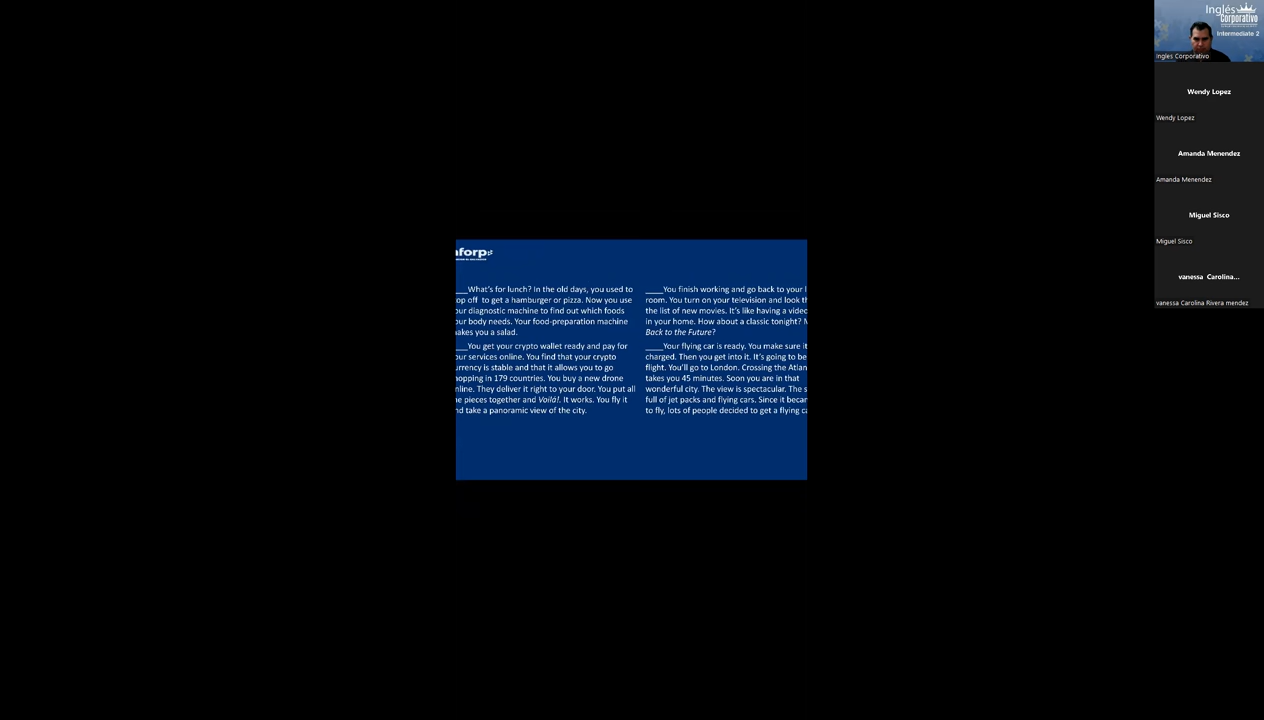 nforp
___What's for lunch? In the old days, you used to
op off to get a hamburger or pizza. Now you use
our diagnostic machine to find out which foods
our body needs. Your food-preparation machine
akes you a salad.
___You get your crypto wallet ready and pay for
our services online. You find that your crypto
urrency is stable and that it allows you to go
hopping in 179 countries. You buy a new drone
nline. They deliver it right to your door. You put all
he pieces together and Voilá!. It works. You fly it
nd take a panoramic view of the city.
____You finish working and go back to your l
room. You turn on your television and look th
the list of new movies. It's like having a video
in your home. How about a classic tonight? M
Back to the Future?
____Your flying car is ready. You make sure it
charged. Then you get into it. It's going to be
flight. You'll go to London. Crossing the Atlan
takes you 45 minutes. Soon you are in that
wonderful city. The view is spectacular. The s
full of jet packs and flying cars. Since it becar
to fly, lots of people decided to get a flying ca
Inglés
Corporativo
Intermediate 2
Ingles Corporativo
Wendy Lopez
Wendy Lopez
Amanda Menendez
Amanda Menendez
Miguel Sisco
Miguel Sisco
vanessa Carolina...
vanessa Carolina Rivera mendez